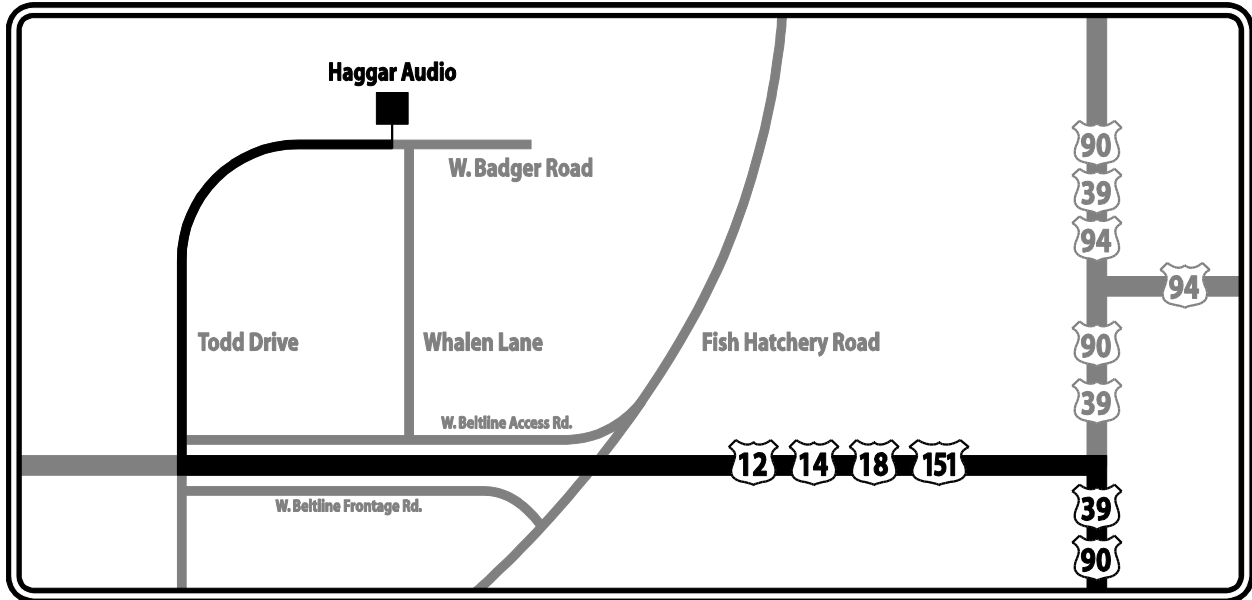 Haggar Audio
W. Badger Road
90
39
94
94
Todd Drive
Whalen Lane
Fish Hatchery Road
90
39
W. Beltline Access Rd.
12 14 18 151
W. Beltline Frontage Rd.
39
90